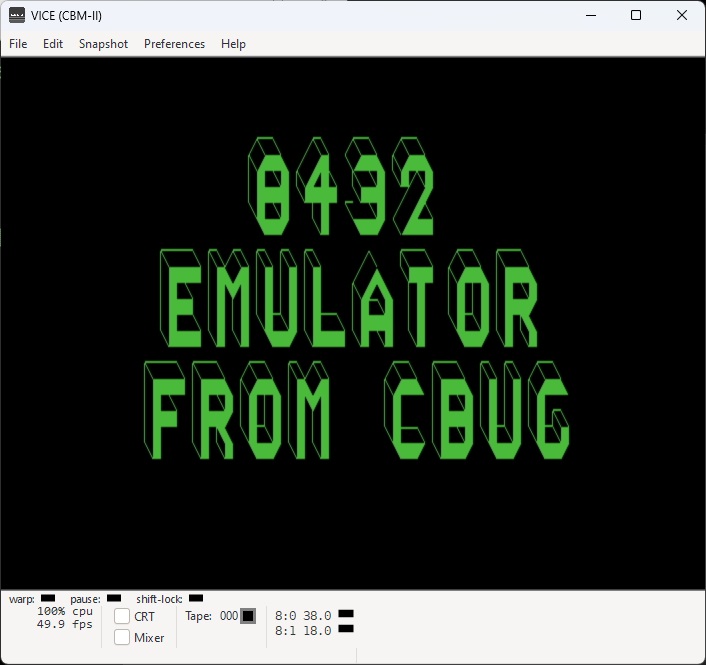 VICE (CBM-II)
File Edit Snapshot Preferences Help
8432
EMULATOR
FROM CBUG
warp: pause: shift-lock:
100% cpu
49.9 fps
CRT
Mixer
Tape: 000
8:0 38.0
8:1 18.0